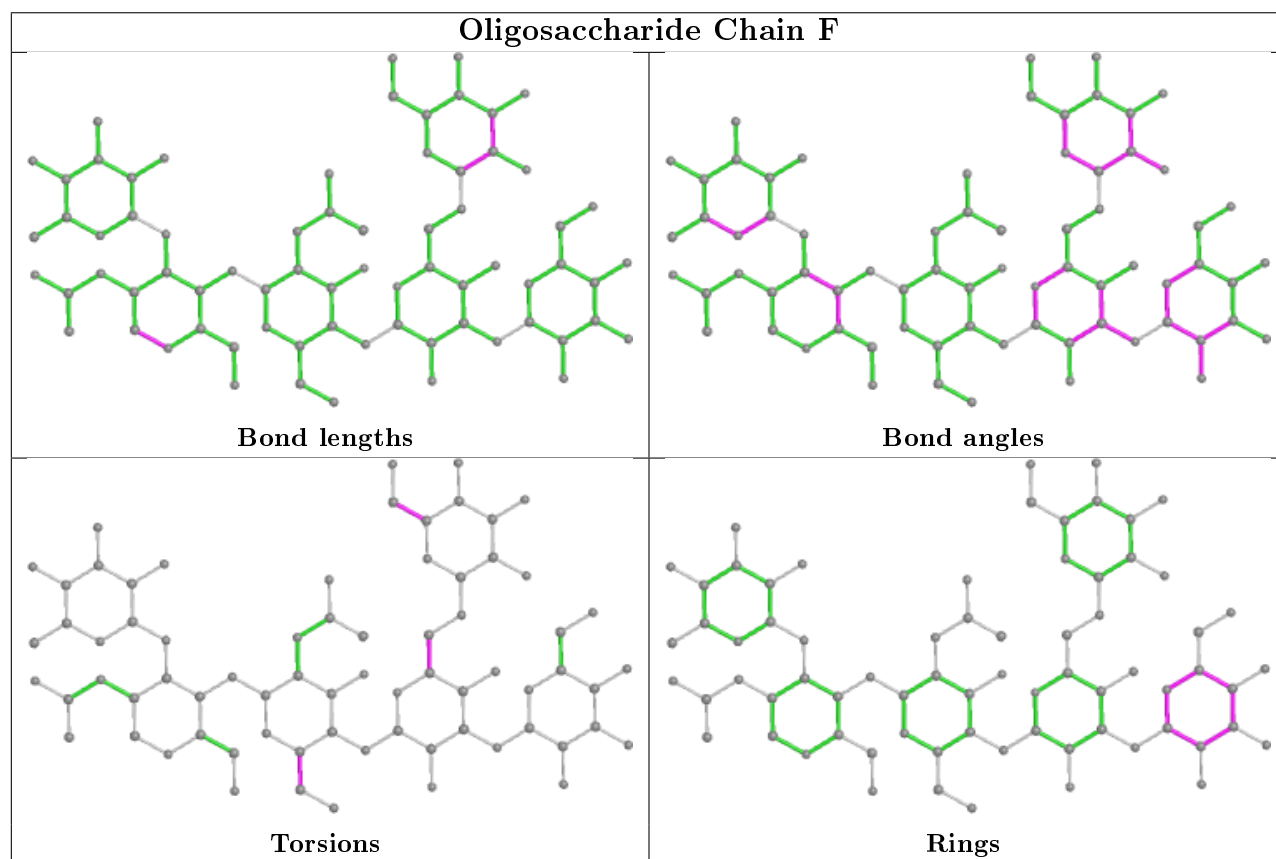 Oligosaccharide Chain F
Bond lengths
Bond angles
Torsions
Rings